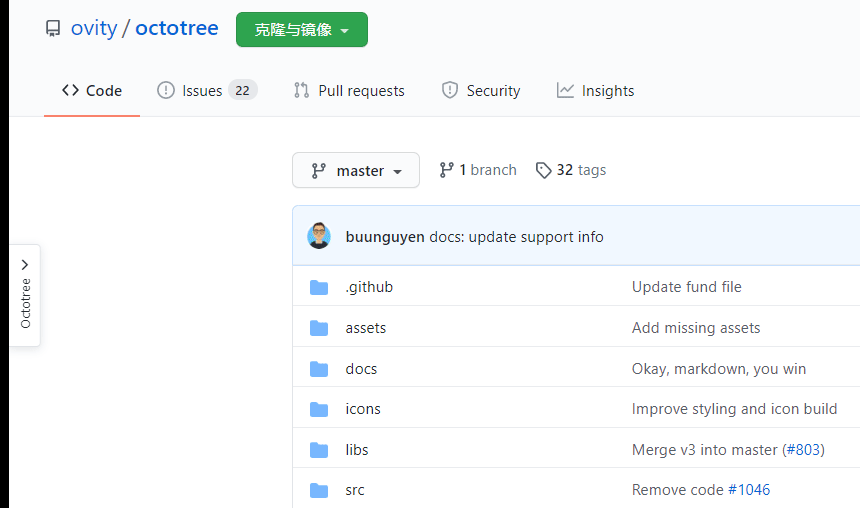 ovity / octotree 克隆与镜像
Code Issues 22 Pull requests Security Insights
master 1 branch 32 tags
buunguyen docs: update support info
Octotree
.github Update fund file
assets Add missing assets
docs Okay, markdown, you win
icons Improve styling and icon build
libs Merge v3 into master (#803)
src Remove code #1046